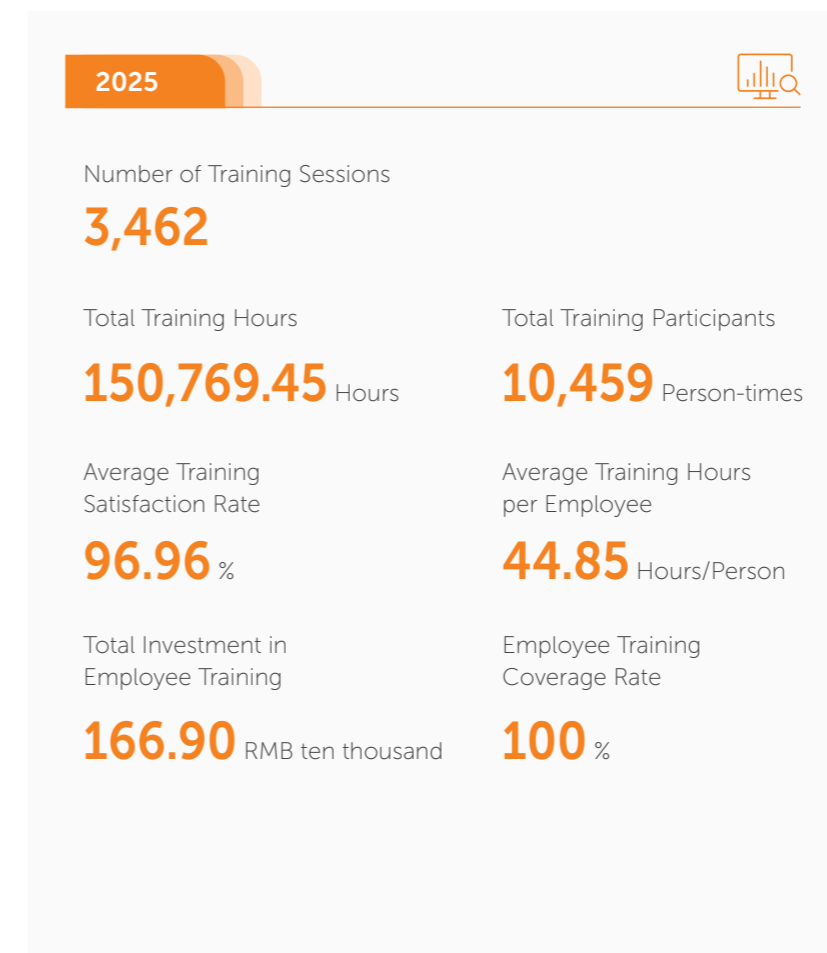 2025
Number of Training Sessions
3,462
Total Training Hours
150,769.45 Hours
Total Training Participants
10,459 Person-times
Average Training
Satisfaction Rate
96.96 %
Average Training Hours
per Employee
44.85 Hours/Person
Total Investment in
Employee Training
166.90 RMB ten thousand
Employee Training
Coverage Rate
100 %